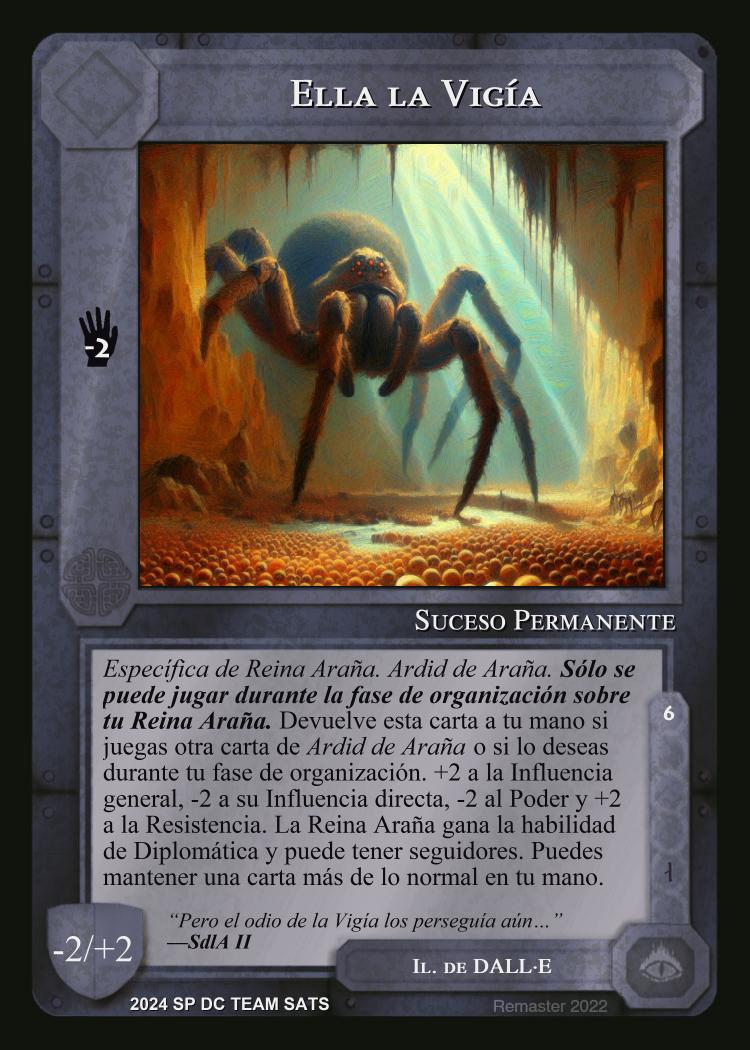 Ella la Vigía
-2
Suceso Permanente
Específica de Reina Araña. Ardid de Araña. Sólo se
puede jugar durante la fase de organización sobre
tu Reina Araña. Devuelve esta carta a tu mano si
juegas otra carta de Ardid de Araña o si lo deseas
durante tu fase de organización. +2 a la Influencia
general, -2 a su Influencia directa, -2 al Poder y +2
a la Resistencia. La Reina Araña gana la habilidad
de Diplomática y puede tener seguidores. Puedes
mantener una carta más de lo normal en tu mano.
6
“Pero el odio de la Vigía los perseguía aún…”
—SdlA II
-2/+2
Il. de DALL·E
2024 SP DC TEAM SATS
Remaster 2022